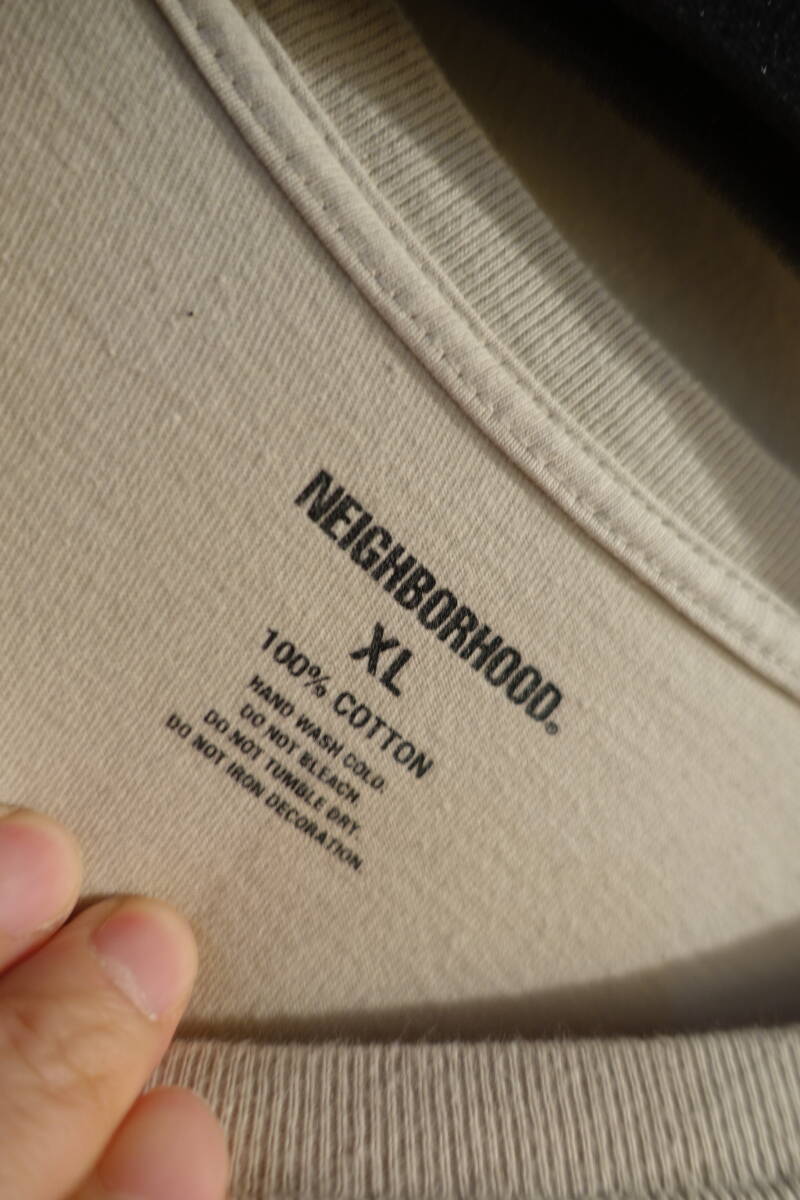 NEIGHBORHOOD®
XL
100% COTTON
HAND WASH COLD.
DO NOT BLEACH.
DO NOT TUMBLE DRY.
DO NOT IRON DECORATION.